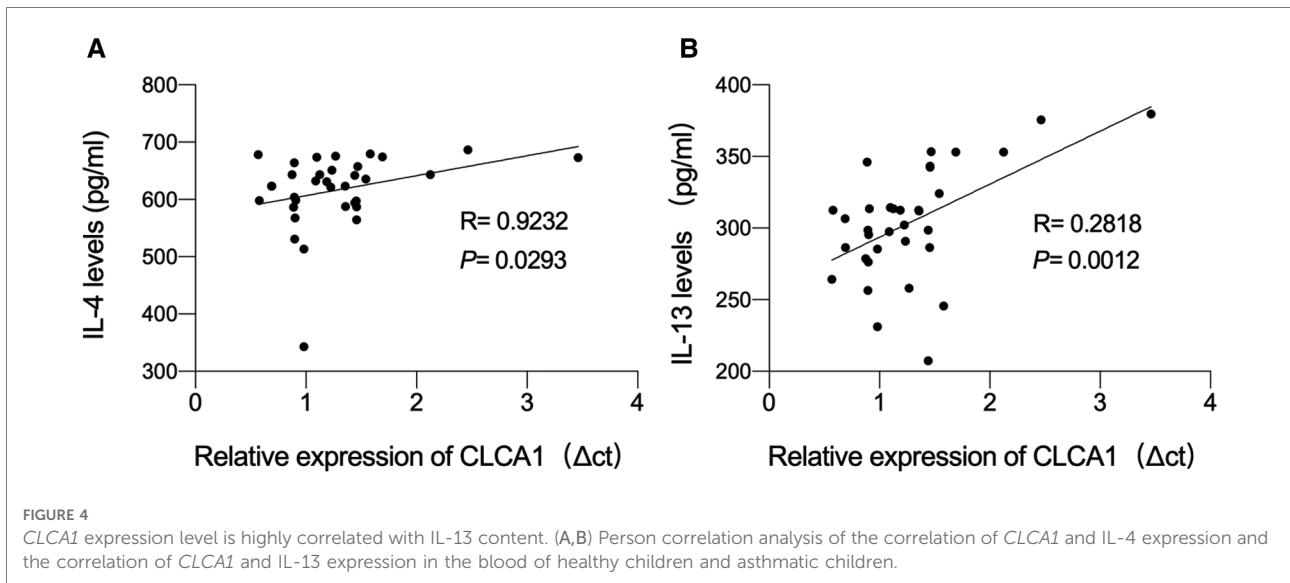 A
800
700
600
500
400
300
0
1
2
3
4
IL-4 levels (pg/ml)
R= 0.9232
P= 0.0293
Relative expression of CLCA1 (Δct)
B
400
350
300
250
200
0
1
2
3
4
IL-13 levels (pg/ml)
R= 0.2818
P= 0.0012
Relative expression of CLCA1 (Δct)
FIGURE 4
CLCA1 expression level is highly correlated with IL-13 content. (A,B) Person correlation analysis of the correlation of CLCA1 and IL-4 expression and
the correlation of CLCA1 and IL-13 expression in the blood of healthy children and asthmatic children.